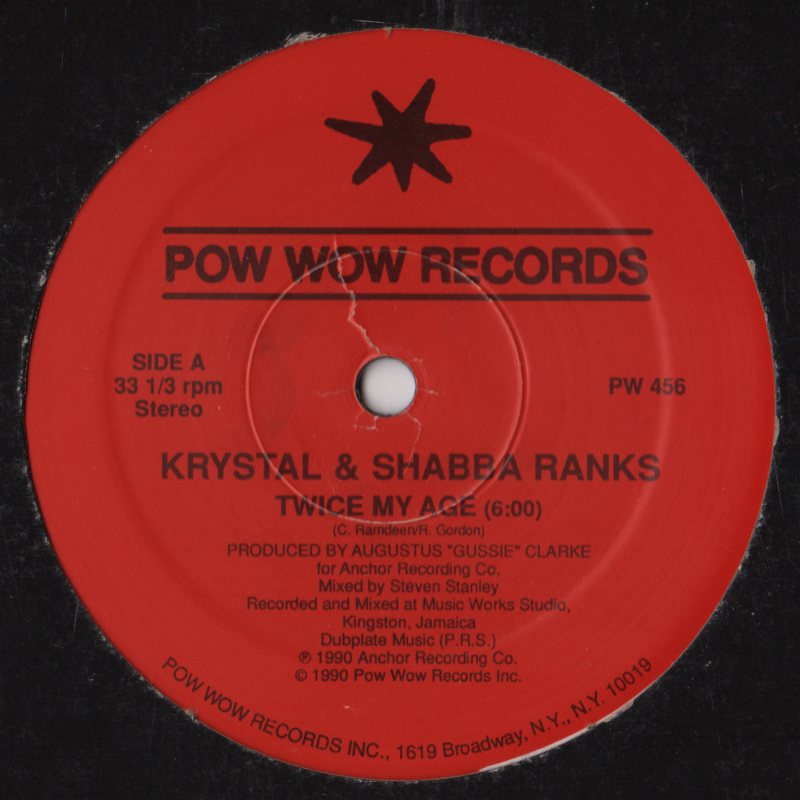 POW WOW RECORDS
SIDE A
33 1/3 rpm
Stereo
PW 456
KRYSTAL & SHABBA RANKS
TWICE MY AGE (6:00)
(C. Ramdeen/R. Gordon)
PRODUCED BY AUGUSTUS "GUSSIE" CLARKE
for Anchor Recording Co.
Mixed by Steven Stanley
Recorded and Mixed at Music Works Studio,
Kingston, Jamaica
Dubplate Music (P.R.S.)
℗ 1990 Anchor Recording Co.
© 1990 Pow Wow Records Inc.
POW WOW RECORDS INC., 1619 Broadway, N.Y., N.Y. 10019